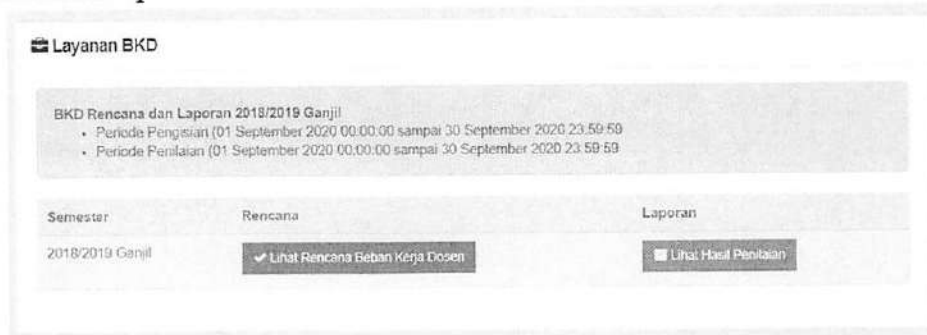 Layanan BKD
BKD Rencana dan Laporan 2018/2019 Ganjil
• Periode Pengisian (01 September 2020 00:00:00 sampai 30 September 2020 23:59:59
• Periode Penilaian (01 September 2020 00:00:00 sampai 30 September 2020 23:59:59
Semester Rencana Laporan
2018/2019 Ganjil Lihat Rencana Beban Kerja Dosen Lihat Hasil Penilaian